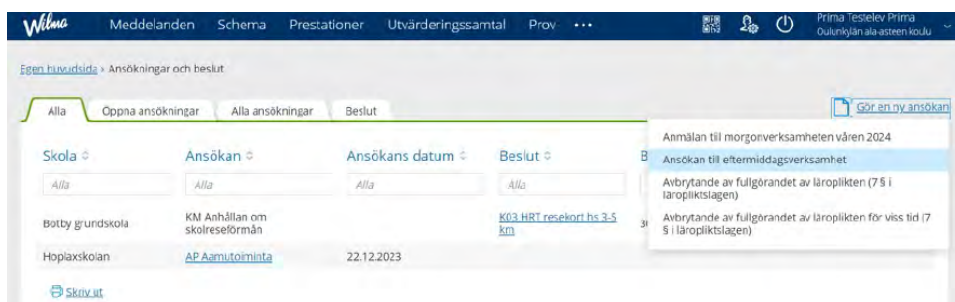 Wilma Meddelanden Schema Prestationer Utvärderingssamtal Prov ••• Prima Testelev Prima
Oulunkylän ala-asteen koulu
Egen huvudsida › Ansökningar och beslut
Alla Öppna ansökningar Alla ansökningar Beslut Gör en ny ansökan
Anmälan till morgonverksamheten våren 2024
Ansökan till eftermiddagsverksamhet
Avbrytande av fullgörandet av läroplikten (7 § i
läropliktslagen)
Avbrytande av fullgörandet av läroplikten för viss tid (7
§ i läropliktslagen)
Skola Ansökan Ansökans datum Beslut B
Alla Alla Alla Alla
Botby grundskola KM Anhållan om
skolreseförmån K03 HRT resekort hs 3-5
km
Hoplaxskolan AP Aamutoiminta 22.12.2023
Skriv ut